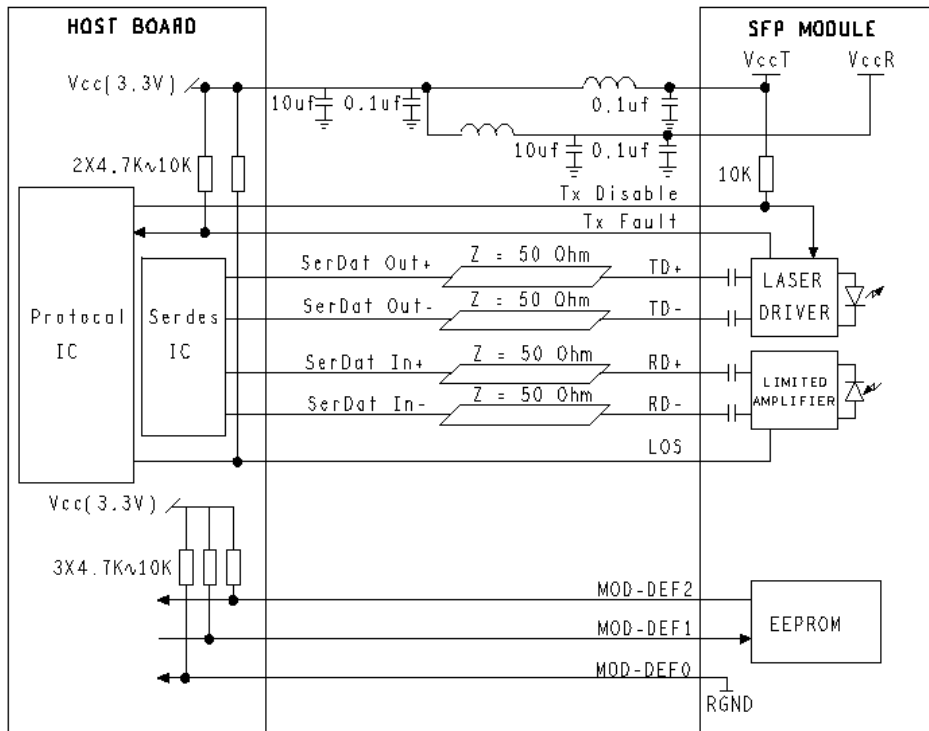 HOST BOARD
SFP MODULE
VccT
VccR
Vcc(3.3V)
10uf
0.1uf
0.1uf
10uf
0.1uf
2X4.7K~10K
10K
Tx Disable
Tx Fault
SerDat Out+
Z = 50 Ohm
TD+
SerDat Out-
Z = 50 Ohm
TD-
LASER
DRIVER
Protocal
IC
Serdes
IC
SerDat In+
Z = 50 Ohm
RD+
SerDat In-
Z = 50 Ohm
RD-
LIMITED
AMPLIFIER
LOS
Vcc(3.3V)
3X4.7K~10K
MOD-DEF2
MOD-DEF1
MOD-DEF0
EEPROM
RGND